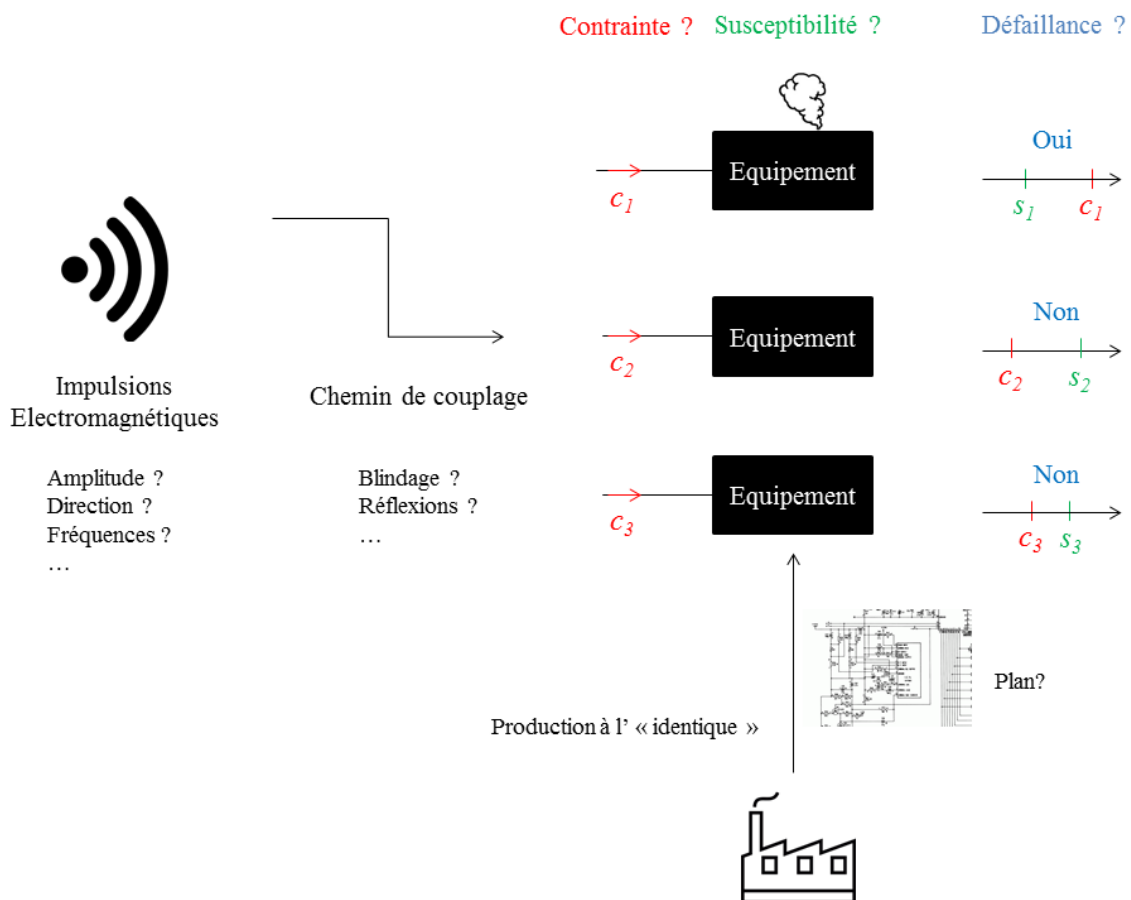 Contrainte ? Susceptibilité ? Défaillance ?
Equipement
c1
Oui
s1 c1
Impulsions
Electromagnétiques
Amplitude ?
Direction ?
Fréquences ?
…
Chemin de couplage
Blindage ?
Réflexions ?
…
Equipement
c2
Non
c2 s2
Equipement
c3
Non
c3 s3
Plan?
Production à l’ « identique »